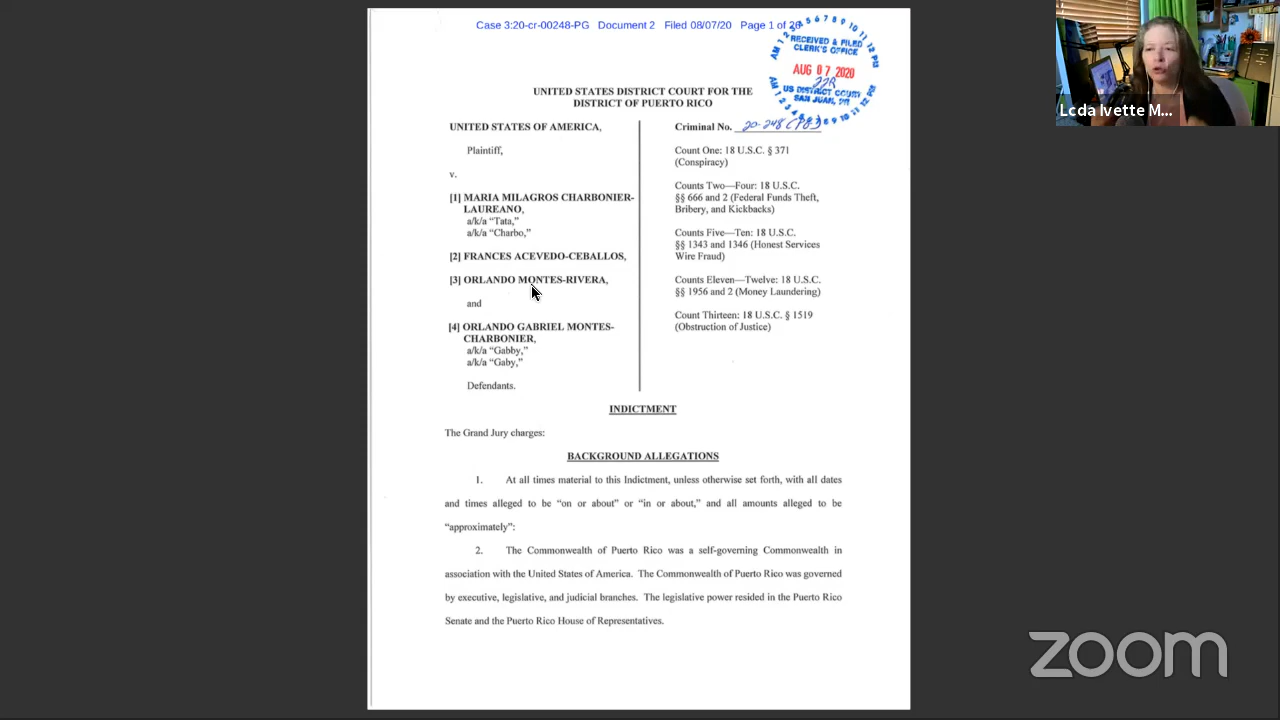 Case 3:20-cr-00248-PG Document 2 Filed 08/07/20 Page 1 of
RECEIVED & FILED
CLERK'S OFFICE
AUG 07 2020
US DISTRICT COURT
SAN JUAN, PR
UNITED STATES DISTRICT COURT FOR THE
DISTRICT OF PUERTO RICO
UNITED STATES OF AMERICA,
Plaintiff,
v.
[1] MARIA MILAGROS CHARBONIER-
LAUREANO,
a/k/a “Tata,”
a/k/a “Charbo,”
[2] FRANCES ACEVEDO-CEBALLOS,
[3] ORLANDO MONTES-RIVERA,
and
[4] ORLANDO GABRIEL MONTES-
CHARBONIER,
a/k/a “Gabby,”
a/k/a “Gaby,”
Defendants.
Criminal No. 20-248
Count One: 18 U.S.C. § 371
(Conspiracy)
Counts Two—Four: 18 U.S.C.
§§ 666 and 2 (Federal Funds Theft,
Bribery, and Kickbacks)
Counts Five—Ten: 18 U.S.C.
§§ 1343 and 1346 (Honest Services
Wire Fraud)
Counts Eleven—Twelve: 18 U.S.C.
§§ 1956 and 2 (Money Laundering)
Count Thirteen: 18 U.S.C. § 1519
(Obstruction of Justice)
INDICTMENT
The Grand Jury charges:
BACKGROUND ALLEGATIONS
1. At all times material to this Indictment, unless otherwise set forth, with all dates
and times alleged to be “on or about” or “in or about,” and all amounts alleged to be
“approximately”:
2. The Commonwealth of Puerto Rico was a self-governing Commonwealth in
association with the United States of America. The Commonwealth of Puerto Rico was governed
by executive, legislative, and judicial branches. The legislative power resided in the Puerto Rico
Senate and the Puerto Rico House of Representatives.
Lcda Ivette M...
zoom